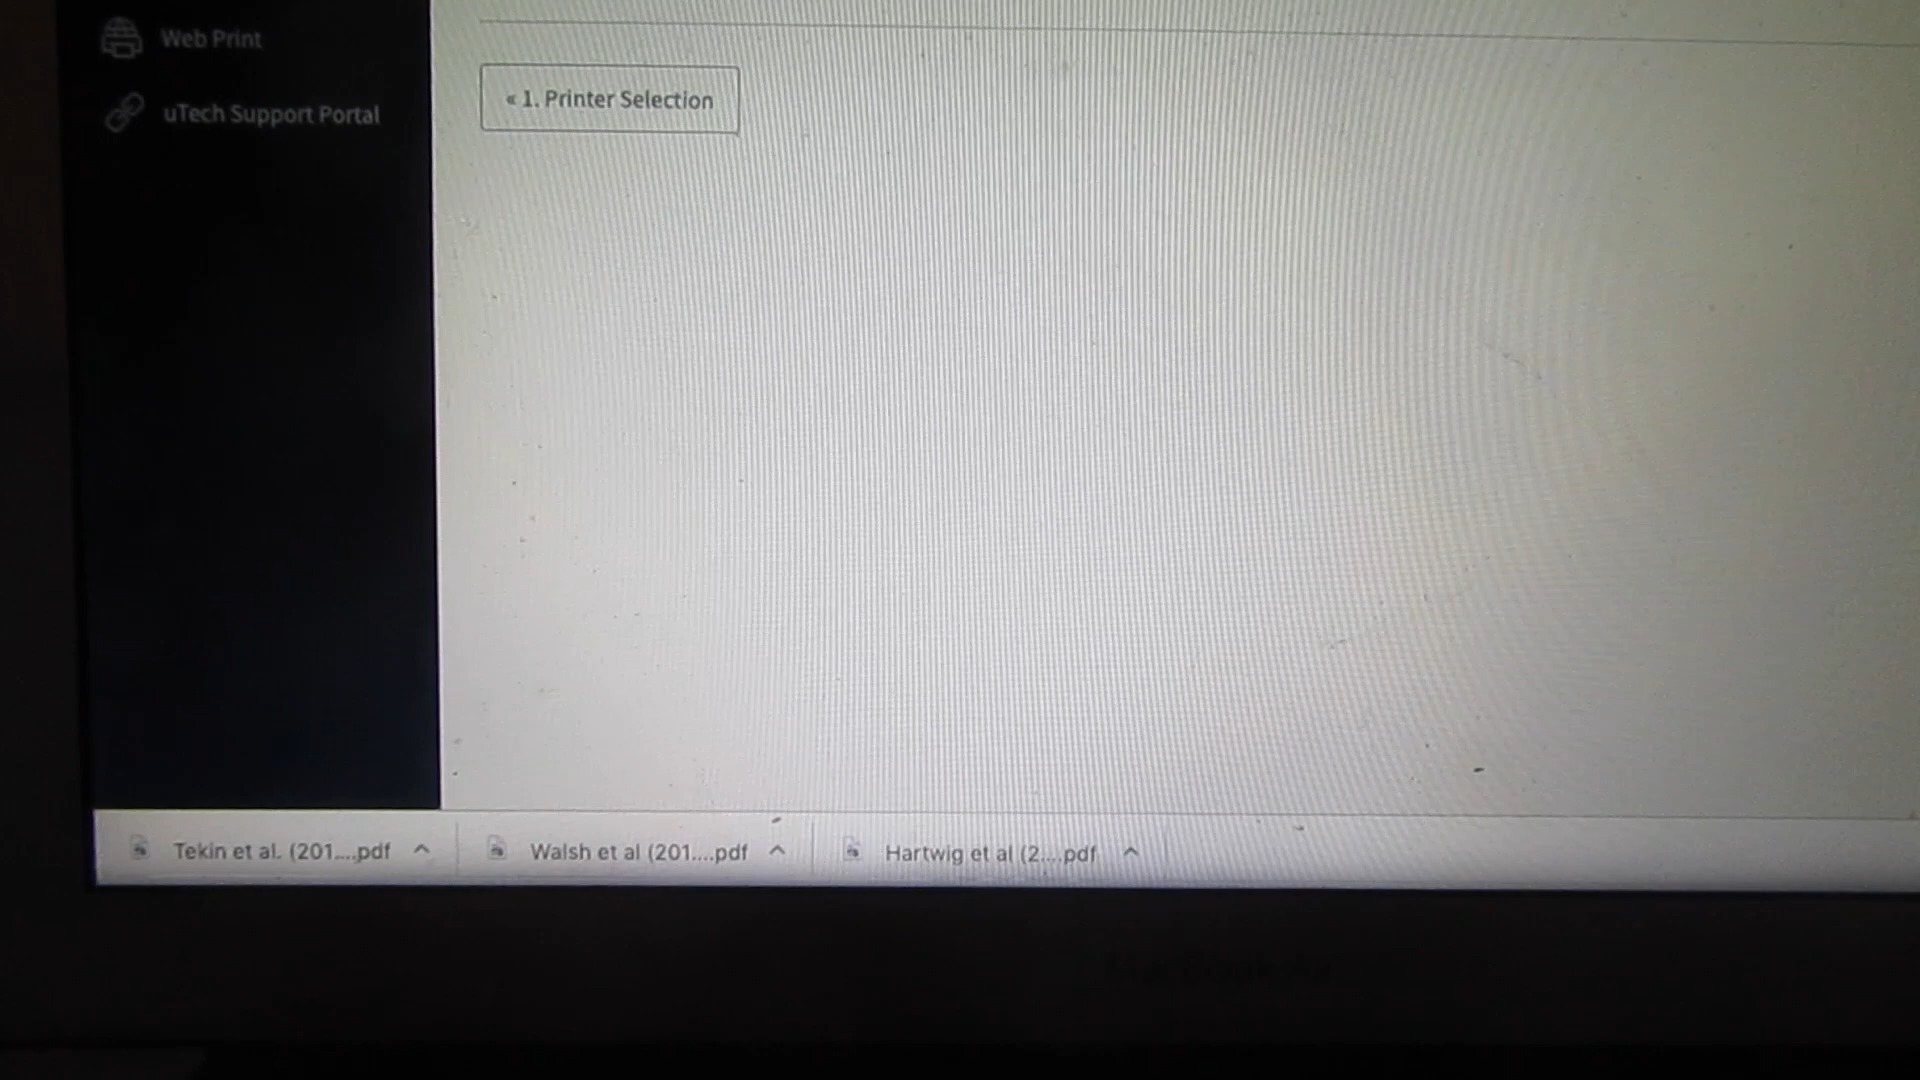 Web Print
uTech Support Portal
« 1. Printer Selection
Tekin et al. (201....pdf
Walsh et al (201....pdf
Hartwig et al (2....pdf